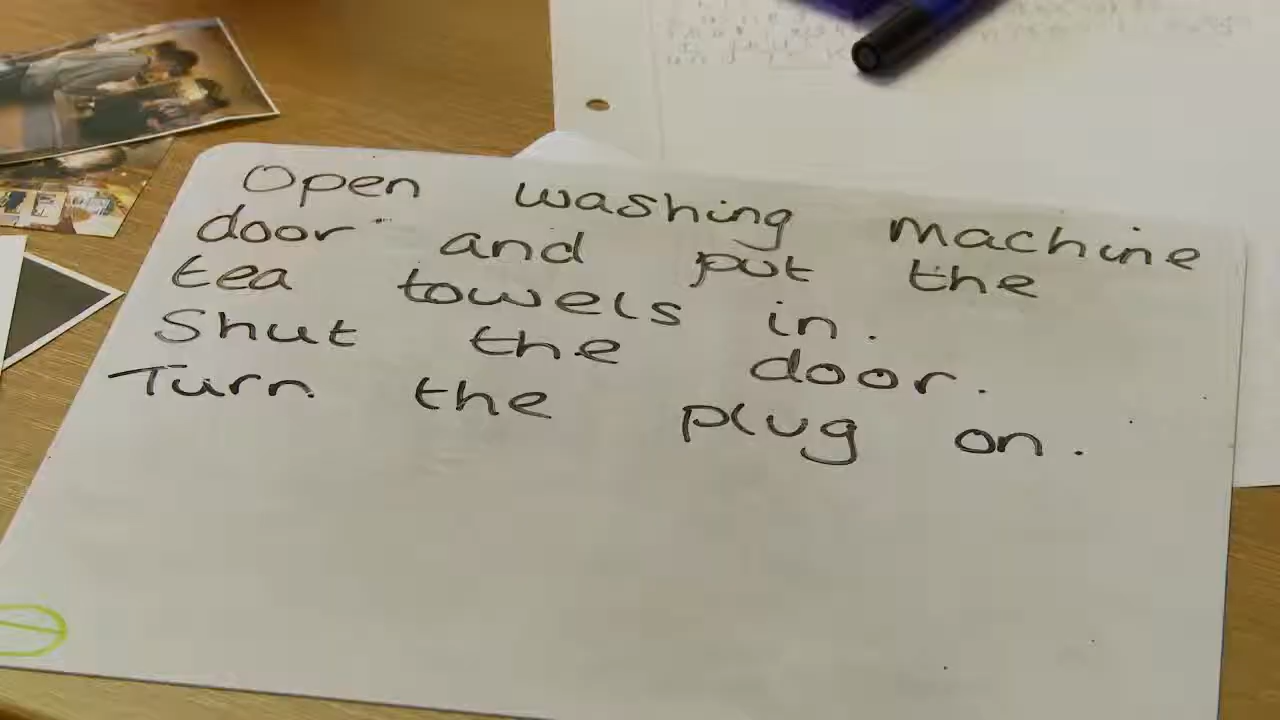 Open washing machine
door and put the
tea towels in.
Shut the door.
Turn the plug on.